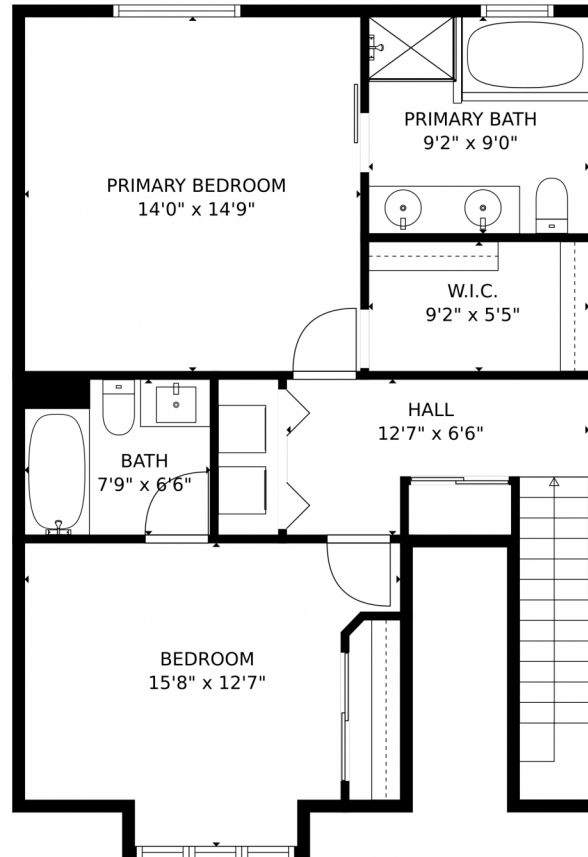 PRIMARY BATH
9'2" x 9'0"
PRIMARY BEDROOM
14'0" x 14'9"
W.I.C.
9'2" x 5'5"
HALL
12'7" x 6'6"
BATH
7'9" x 6'6"
BEDROOM
15'8" x 12'7"